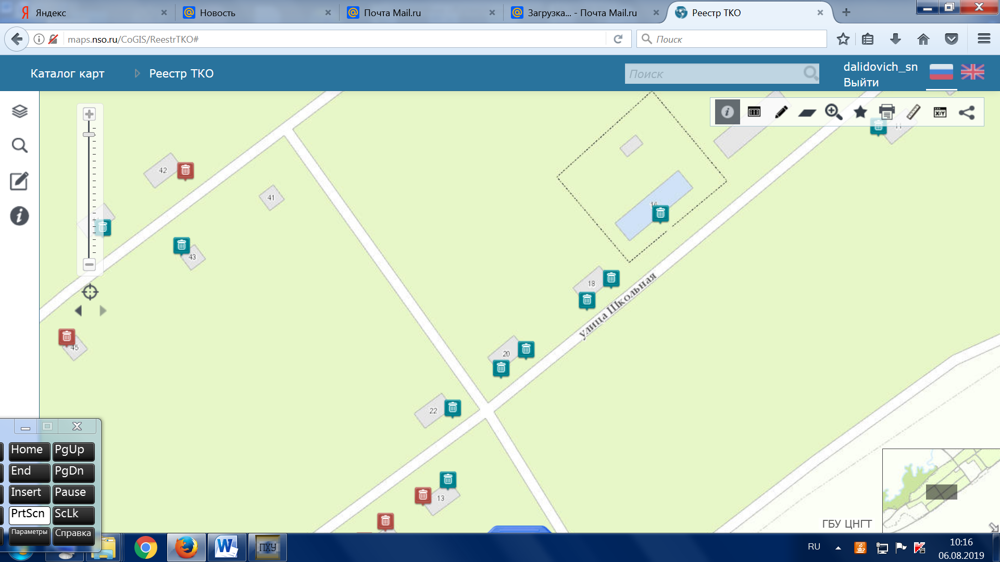 Яндекс
Новость
Почта Mail.ru
Загрузка... - Почта Mail.ru
Реестр ТКО
maps.nso.ru/CoGIS/ReestrTKO#
Поиск
Каталог карт
Реестр ТКО
Поиск
dalidovich_sn
Выйти
XIY
11
42
41
16
43
18
улица Школьная
45
20
22
13
Home PgUp
End PgDn
Insert Pause
PrtScn ScLk
Параметры Справка
ГБУ ЦНГТ
ПХУ
RU
10:16
06.08.2019